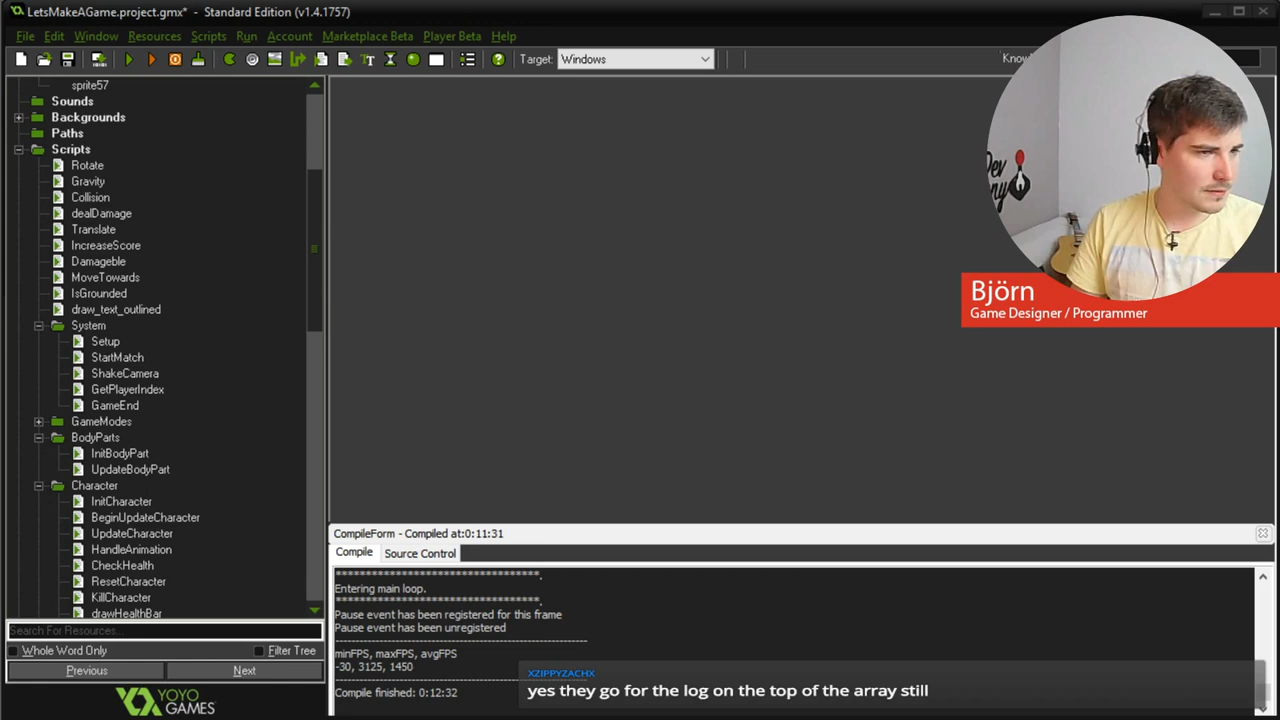 LetsMakeAGame.project.gmx* - Standard Edition (v1.4.1757)
File Edit Window Resources Scripts Run Account Marketplace Beta Player Beta Help
Target: Windows
sprite57
Sounds
Backgrounds
Paths
Scripts
Rotate
Gravity
Collision
dealDamage
Translate
IncreaseScore
Damageble
MoveTowards
IsGrounded
draw_text_outlined
System
Setup
StartMatch
ShakeCamera
GetPlayerIndex
GameEnd
GameModes
BodyParts
InitBodyPart
UpdateBodyPart
Character
InitCharacter
BeginUpdateCharacter
UpdateCharacter
HandleAnimation
CheckHealth
ResetCharacter
KillCharacter
drawHealthBar
Search For Resources...
Whole Word Only Filter Tree
Previous Next
YOYO
GAMES
Björn
Game Designer / Programmer
CompileForm - Compiled at:0:11:31
Compile Source Control
***********************************.
Entering main loop.
***********************************.
Pause event has been registered for this frame
Pause event has been unregistered
minFPS, maxFPS, avgFPS
-30, 3125, 1450
Compile finished: 0:12:32
XZIPPYZACHX
yes they go for the log on the top of the array still